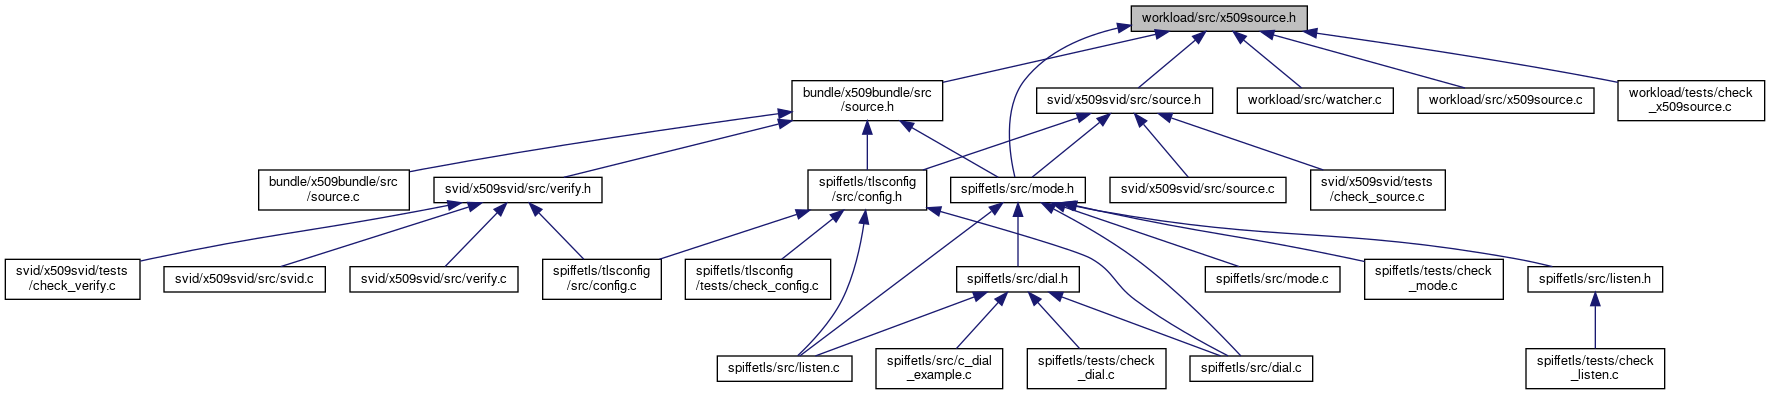 workload/src/x509source.h
bundle/x509bundle/src
/source.h
svid/x509svid/src/source.h
workload/src/watcher.c
workload/src/x509source.c
workload/tests/check
_x509source.c
bundle/x509bundle/src
/source.c
svid/x509svid/src/verify.h
spiffetls/tlsconfig
/src/config.h
spiffetls/src/mode.h
svid/x509svid/src/source.c
svid/x509svid/tests
/check_source.c
svid/x509svid/tests
/check_verify.c
svid/x509svid/src/svid.c
svid/x509svid/src/verify.c
spiffetls/tlsconfig
/src/config.c
spiffetls/tlsconfig
/tests/check_config.c
spiffetls/src/dial.h
spiffetls/src/mode.c
spiffetls/tests/check
_mode.c
spiffetls/src/listen.h
spiffetls/src/listen.c
spiffetls/src/c_dial
_example.c
spiffetls/tests/check
_dial.c
spiffetls/src/dial.c
spiffetls/tests/check
_listen.c